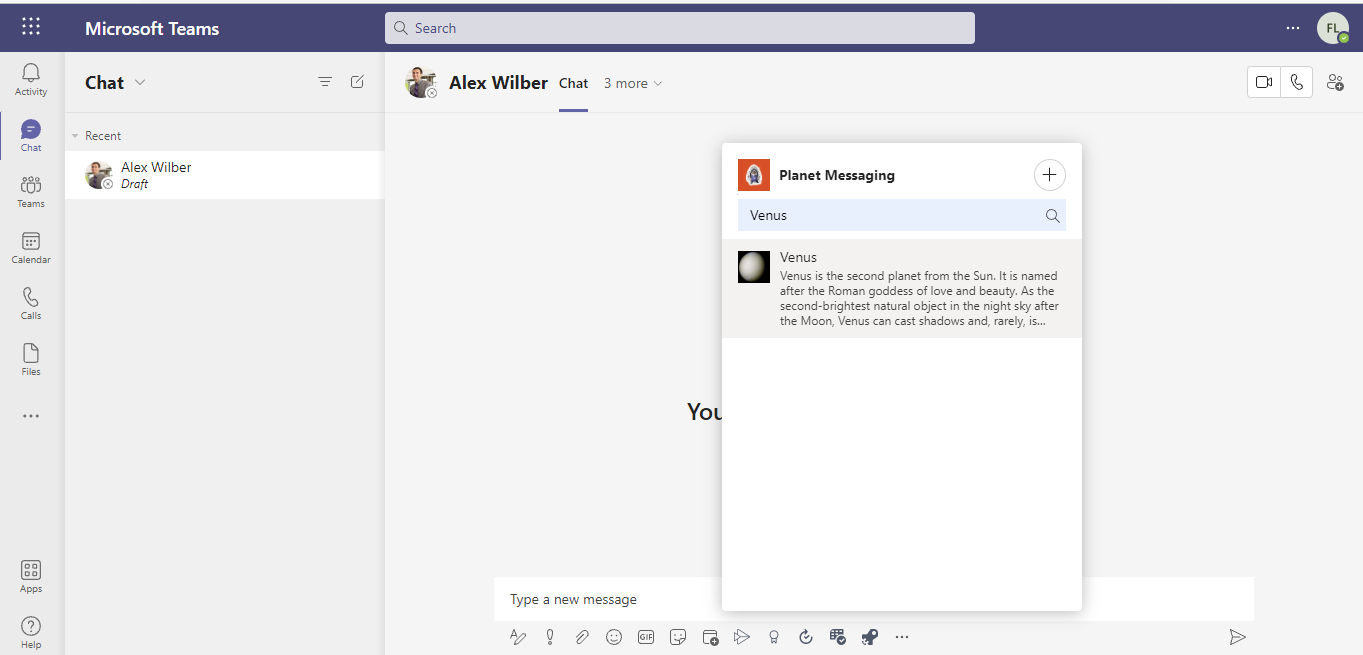 Microsoft Teams
Search
FL
Activity
Chat
Teams
Calendar
Calls
Files
Apps
Help
Chat
Recent
Alex Wilber
Draft
Alex Wilber
Chat
3 more
You
Planet Messaging
Venus
Venus
Venus is the second planet from the Sun. It is named
after the Roman goddess of love and beauty. As the
second-brightest natural object in the night sky after
the Moon, Venus can cast shadows and, rarely, is...
Type a new message
GIF